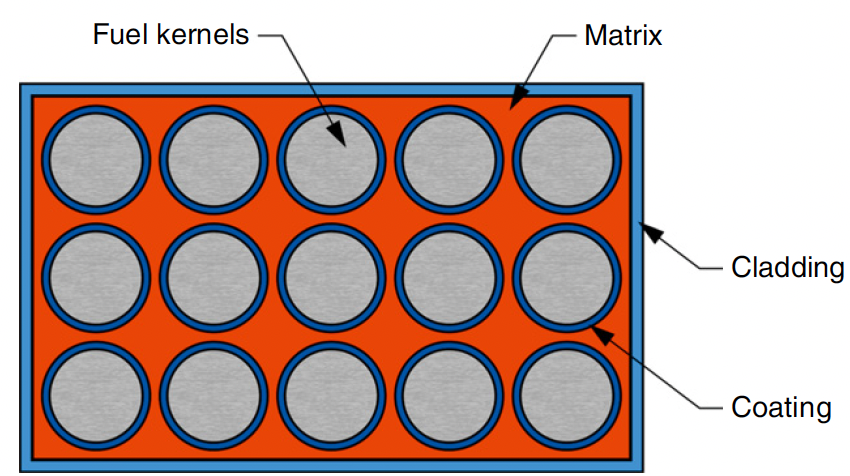 Fuel kernels
Matrix
Cladding
Coating